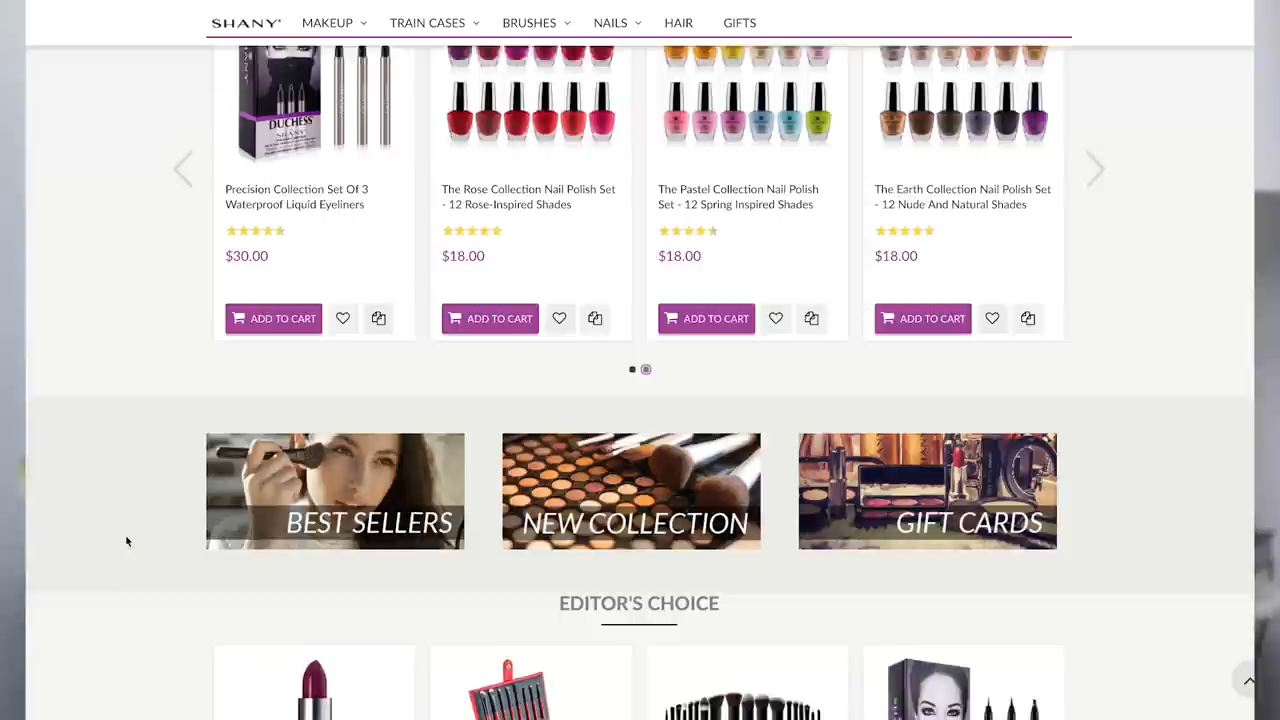 SHANY MAKEUP TRAIN CASES BRUSHES NAILS HAIR GIFTS
DUCHESS
SHANY
Precision Collection Set Of 3
Waterproof Liquid Eyeliners
$30.00
ADD TO CART
The Rose Collection Nail Polish Set
- 12 Rose-Inspired Shades
$18.00
ADD TO CART
The Pastel Collection Nail Polish
Set - 12 Spring Inspired Shades
$18.00
ADD TO CART
The Earth Collection Nail Polish Set
- 12 Nude And Natural Shades
$18.00
ADD TO CART
BEST SELLERS
NEW COLLECTION
GIFT CARDS
EDITOR'S CHOICE